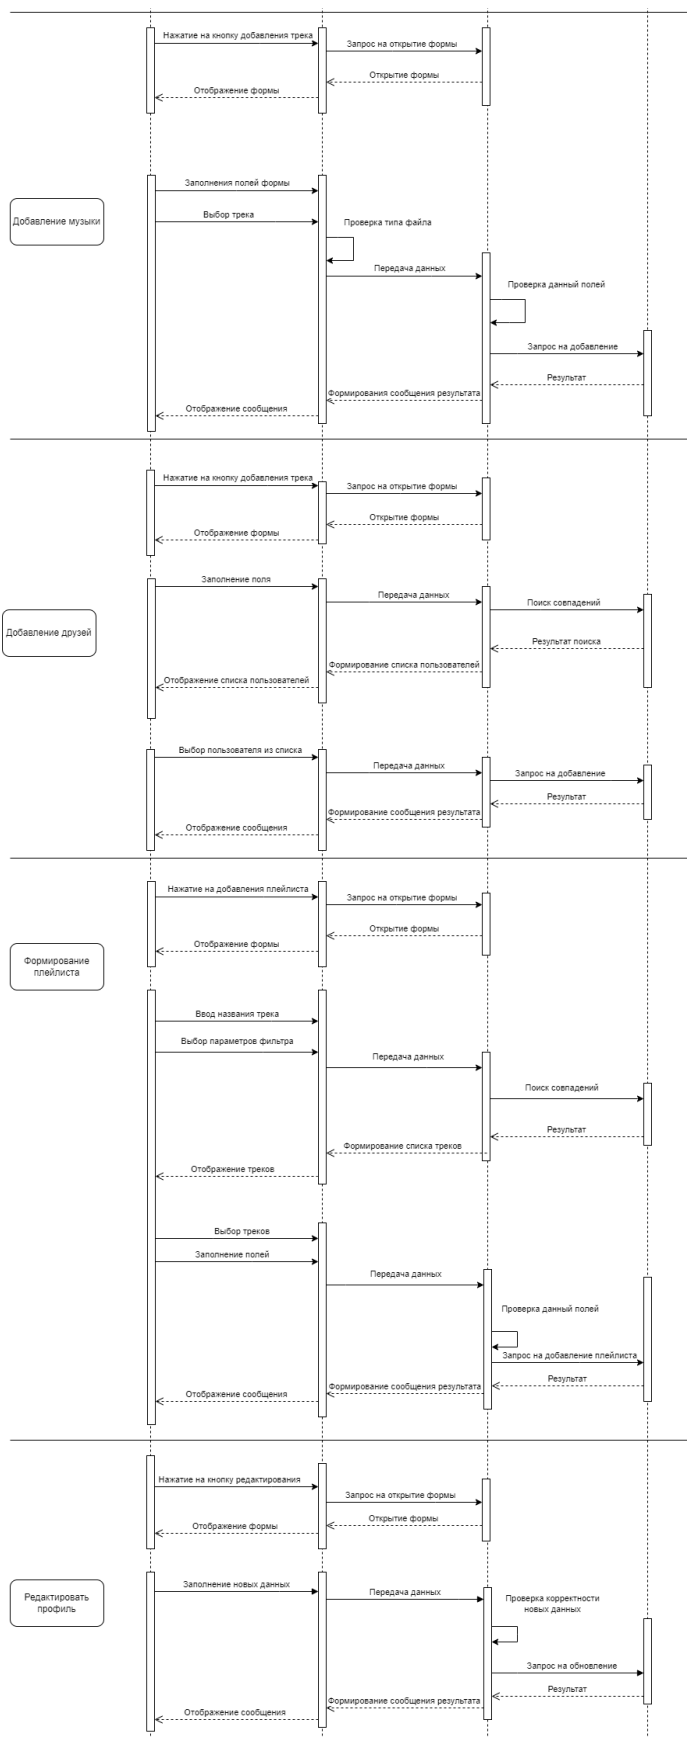 Нажатие на кнопку добавления трека
Запрос на открытие формы
Открытие формы
Отображение формы
Заполнения полей формы
Выбор трека
Добавление музыки
Проверка типа файла
Передача данных
Проверка данный полей
Запрос на добавление
Результат
Формирования сообщения результата
Отображение сообщения
Нажатие на кнопку добавления трека
Запрос на открытие формы
Открытие формы
Отображение формы
Заполнение поля
Передача данных
Поиск совпадений
Добавление друзей
Результат поиска
Формирование списка пользователей
Отображение списка пользователей
Выбор пользователя из списка
Передача данных
Запрос на добавление
Результат
Формирование сообщения результата
Отображение сообщения
Нажатие на добавления плейлиста
Запрос на открытие формы
Открытие формы
Отображение формы
Формирование
плейлиста
Ввод названия трека
Выбор параметров фильтра
Передача данных
Поиск совпадений
Результат
Формирование списка треков
Отображение треков
Выбор треков
Заполнение полей
Передача данных
Проверка данный полей
Запрос на добавление плейлиста
Результат
Формирование сообщения результата
Отображение сообщения
Нажатие на кнопку редактирования
Запрос на открытие формы
Открытие формы
Отображение формы
Заполнение новых данных
Передача данных
Редактировать
профиль
Проверка корректности
новых данных
Запрос на обновление
Результат
Формирование сообщения результата
Отображение сообщения